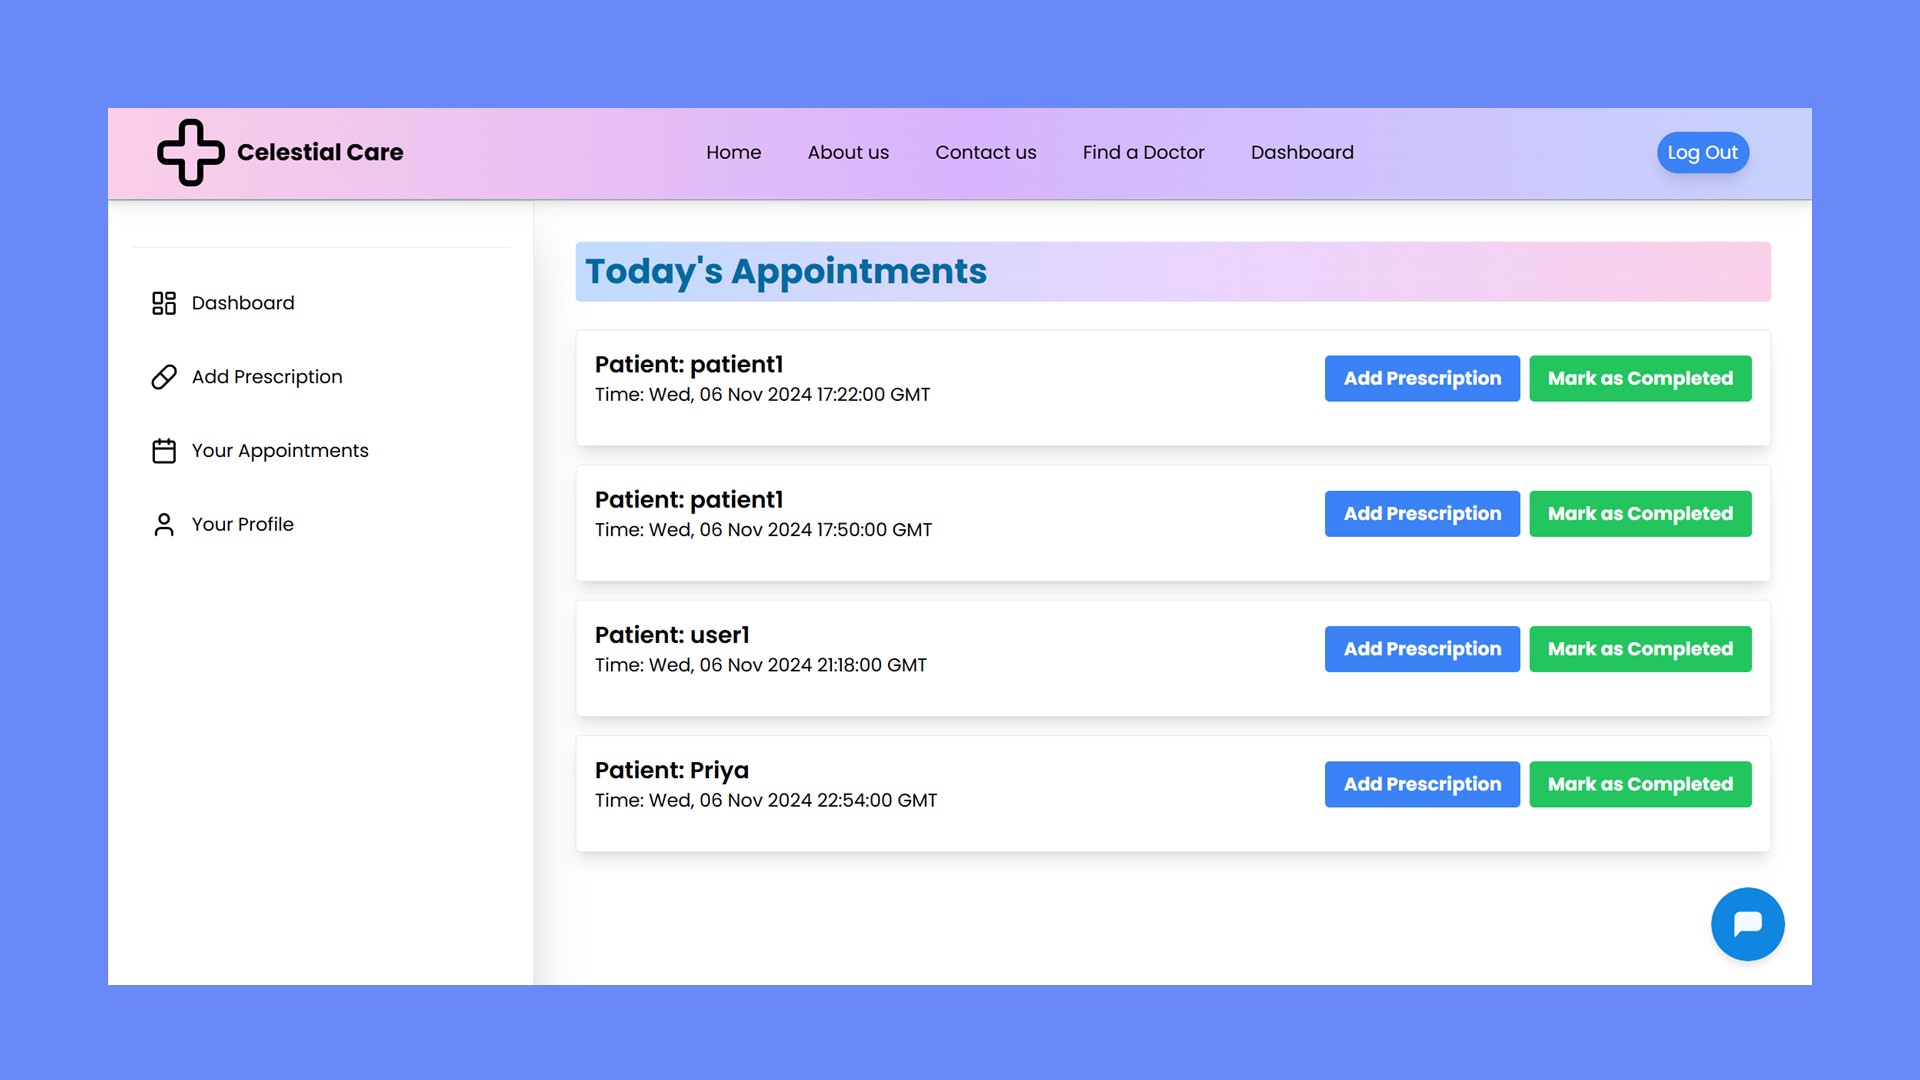 Celestial Care
Home About us Contact us Find a Doctor Dashboard
Log Out
Dashboard
Add Prescription
Your Appointments
Your Profile
Today's Appointments
Patient: patient1
Time: Wed, 06 Nov 2024 17:22:00 GMT
Add Prescription Mark as Completed
Patient: patient1
Time: Wed, 06 Nov 2024 17:50:00 GMT
Add Prescription Mark as Completed
Patient: user1
Time: Wed, 06 Nov 2024 21:18:00 GMT
Add Prescription Mark as Completed
Patient: Priya
Time: Wed, 06 Nov 2024 22:54:00 GMT
Add Prescription Mark as Completed